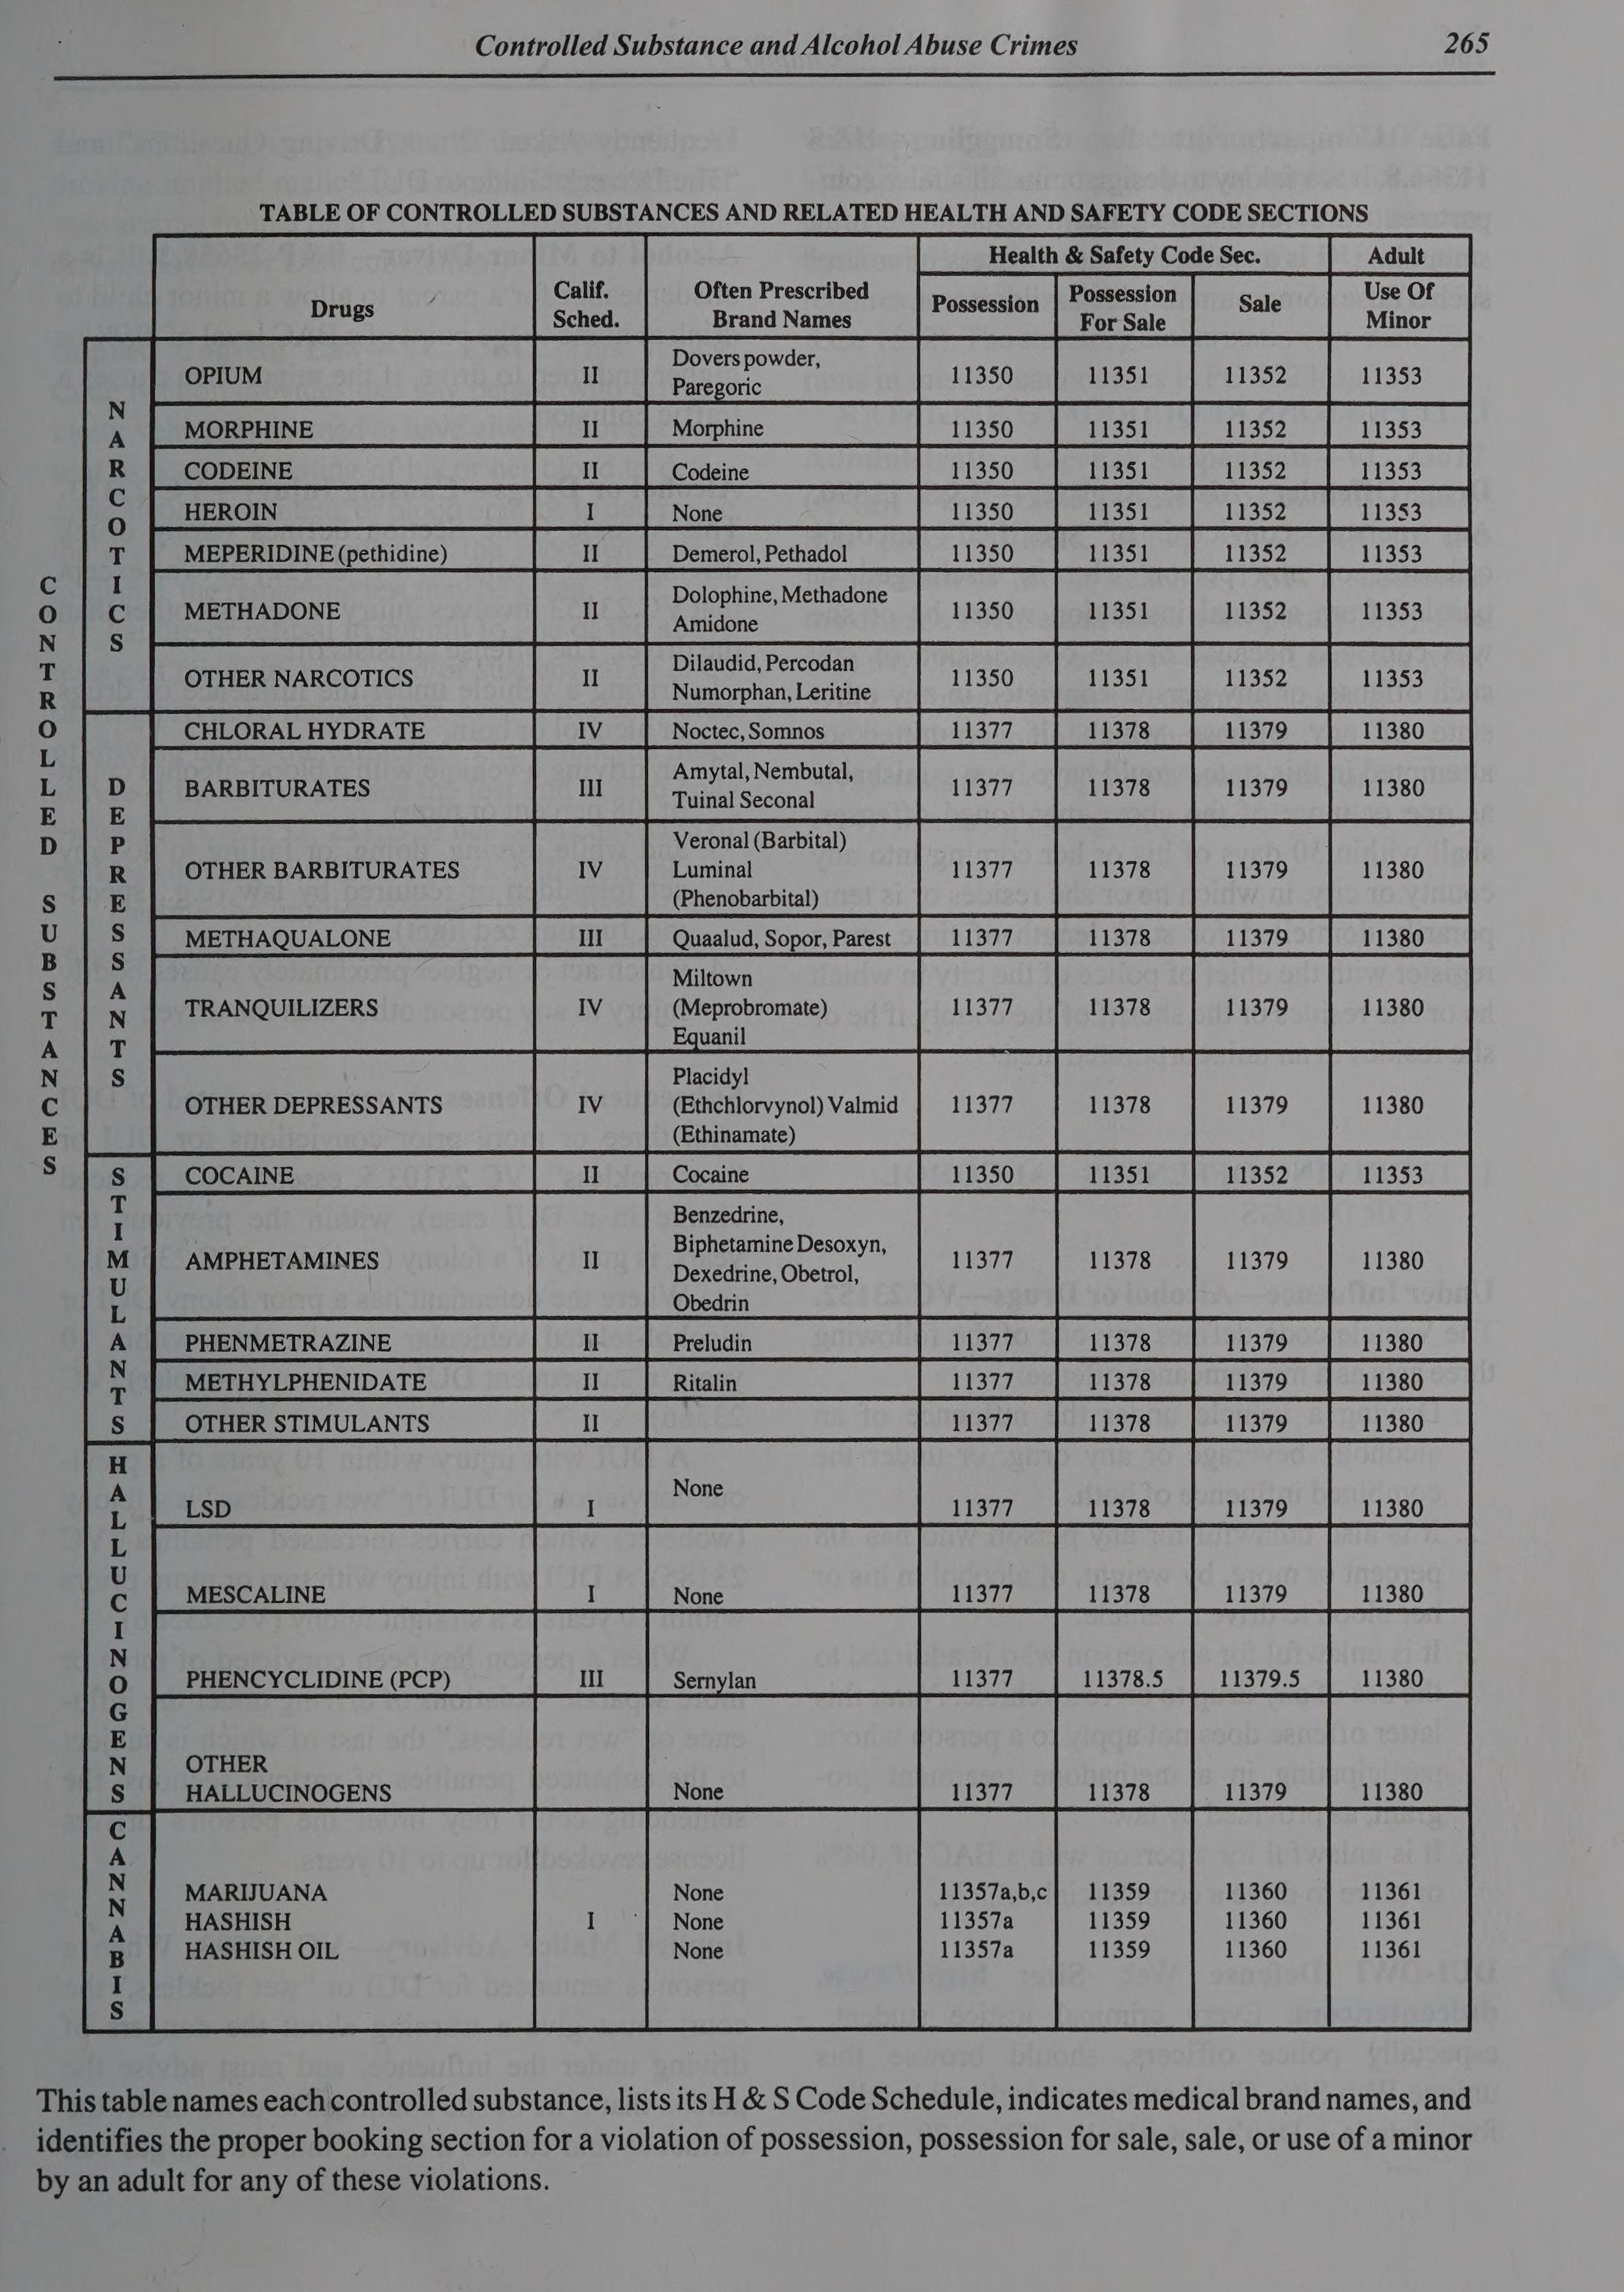 Controlled Substance and Alcohol Abuse Crimes 265
TABLE OF CONTROLLED SUBSTANCES AND RELATED HEALTH AND SAFETY CODE SECTIONS
Drugs
Calif.
Sched.
Often Prescribed
Brand Names
Health & Safety Code Sec.
Possession
Possession
For Sale
Sale
Adult
Use Of
Minor
CONTROLLED SUBSTANCES
NARCOTICS
OPIUM II Dovers powder,
Paregoric 11350 11351 11352 11353
MORPHINE II Morphine 11350 11351 11352 11353
CODEINE II Codeine 11350 11351 11352 11353
HEROIN I None 11350 11351 11352 11353
MEPERIDINE (pethidine) II Demerol, Pethadol 11350 11351 11352 11353
METHADONE II Dolophine, Methadone
Amidone 11350 11351 11352 11353
OTHER NARCOTICS II Dilaudid, Percodan
Numorphan, Leritine 11350 11351 11352 11353
DEPRESSANTS
CHLORAL HYDRATE IV Noctec, Somnos 11377 11378 11379 11380
BARBITURATES III Amytal, Nembutal,
Tuinal Seconal 11377 11378 11379 11380
OTHER BARBITURATES IV Veronal (Barbital)
Luminal
(Phenobarbital) 11377 11378 11379 11380
METHAQUALONE III Quaalud, Sopor, Parest 11377 11378 11379 11380
TRANQUILIZERS IV Miltown
(Meprobromate)
Equanil 11377 11378 11379 11380
OTHER DEPRESSANTS IV Placidyl
(Ethchlorvynol) Valmid
(Ethinamate) 11377 11378 11379 11380
STIMULANTS
COCAINE II Cocaine 11350 11351 11352 11353
AMPHETAMINES II Benzedrine,
Biphetamine Desoxyn,
Dexedrine, Obetrol,
Obedrin 11377 11378 11379 11380
PHENMETRAZINE II Preludin 11377 11378 11379 11380
METHYLPHENIDATE II Ritalin 11377 11378 11379 11380
OTHER STIMULANTS II 11377 11378 11379 11380
HALLUCINOGENS
LSD I None 11377 11378 11379 11380
MESCALINE I None 11377 11378 11379 11380
PHENCYCLIDINE (PCP) III Sernylan 11377 11378.5 11379.5 11380
OTHER
HALLUCINOGENS None 11377 11378 11379 11380
CANNABIS
MARIJUANA None 11357a,b,c 11359 11360 11361
HASHISH I None 11357a 11359 11360 11361
HASHISH OIL None 11357a 11359 11360 11361
This table names each controlled substance, lists its H & S Code Schedule, indicates medical brand names, and
identifies the proper booking section for a violation of possession, possession for sale, sale, or use of a minor
by an adult for any of these violations.